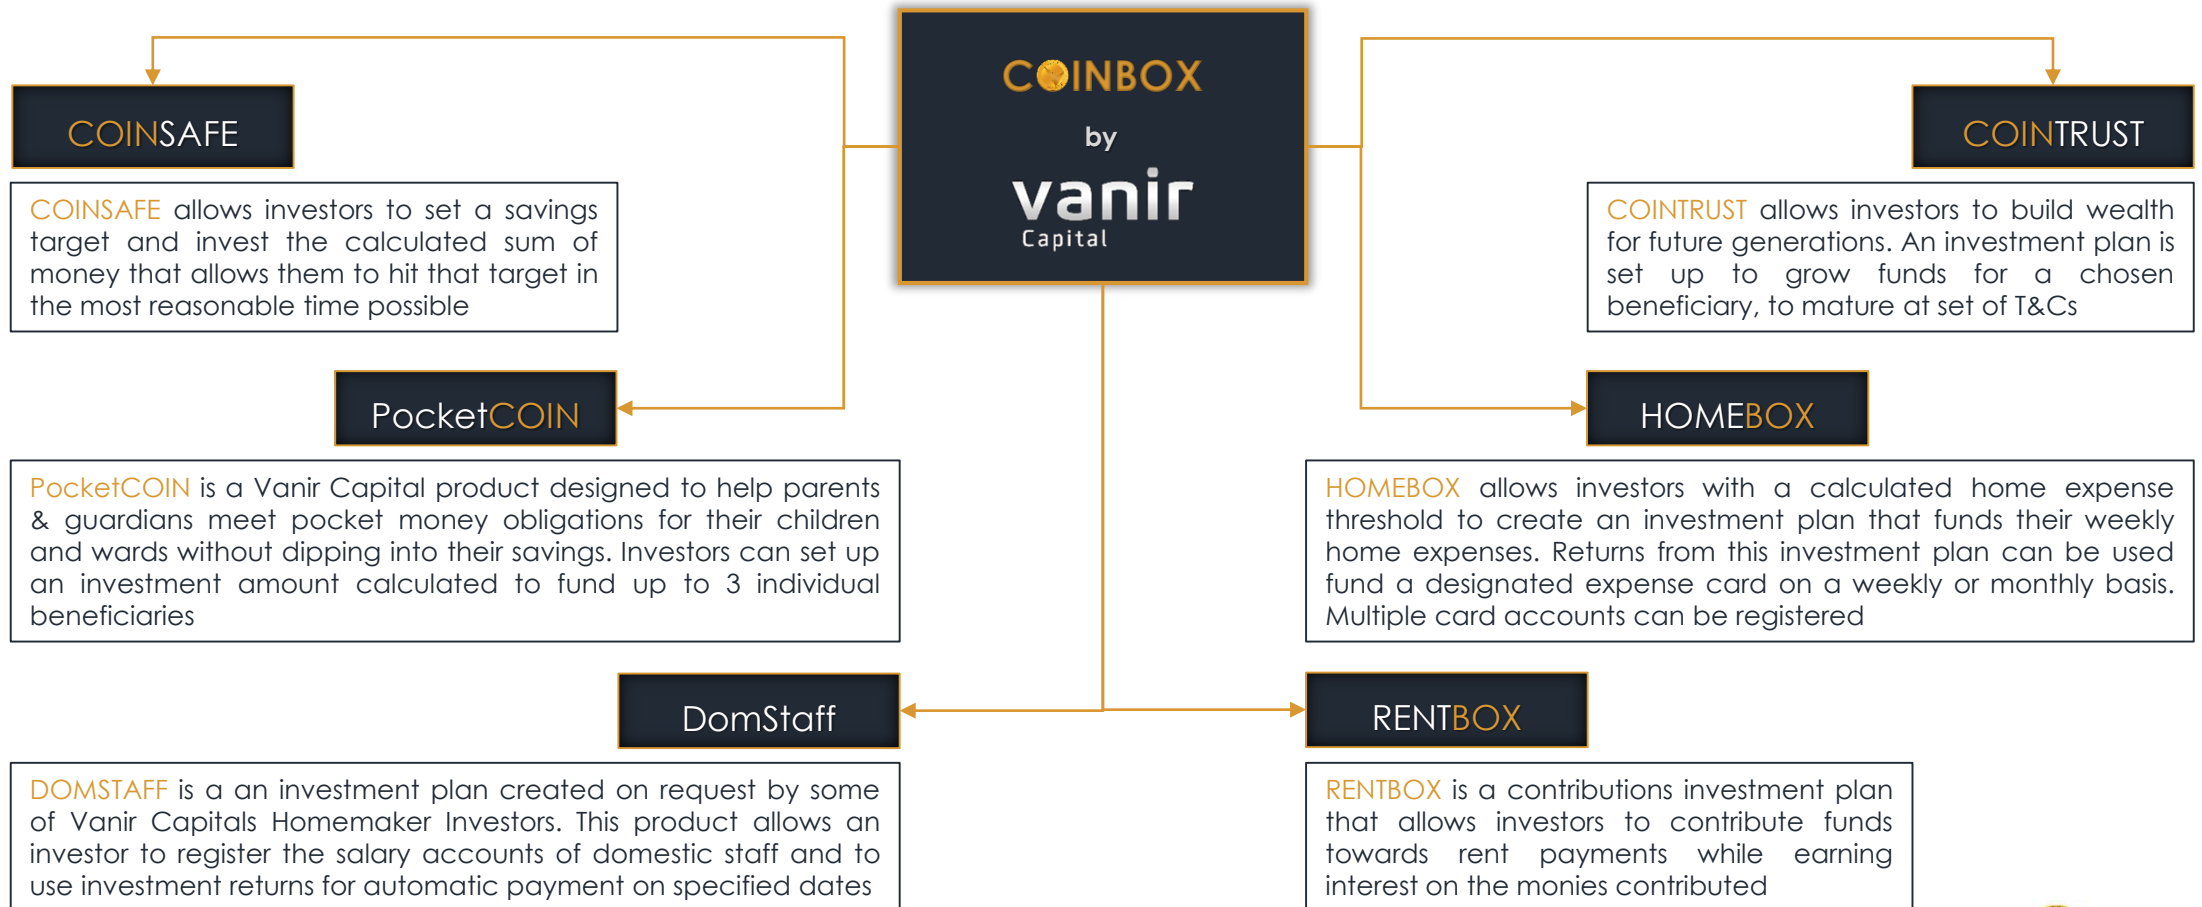 COINBOX
by
vanir
Capital
COINSAFE
COINSAFE allows investors to set a savings
target and invest the calculated sum of
money that allows them to hit that target in
the most reasonable time possible
COINTRUST
COINTRUST allows investors to build wealth
for future generations. An investment plan is
set up to grow funds for a chosen
beneficiary, to mature at set of T&Cs
PocketCOIN
PocketCOIN is a Vanir Capital product designed to help parents
& guardians meet pocket money obligations for their children
and wards without dipping into their savings. Investors can set up
an investment amount calculated to fund up to 3 individual
beneficiaries
HOMEBOX
HOMEBOX allows investors with a calculated home expense
threshold to create an investment plan that funds their weekly
home expenses. Returns from this investment plan can be used
fund a designated expense card on a weekly or monthly basis.
Multiple card accounts can be registered
DomStaff
DOMSTAFF is a an investment plan created on request by some
of Vanir Capitals Homemaker Investors. This product allows an
investor to register the salary accounts of domestic staff and to
use investment returns for automatic payment on specified dates
RENTBOX
RENTBOX is a contributions investment plan
that allows investors to contribute funds
towards rent payments while earning
interest on the monies contributed